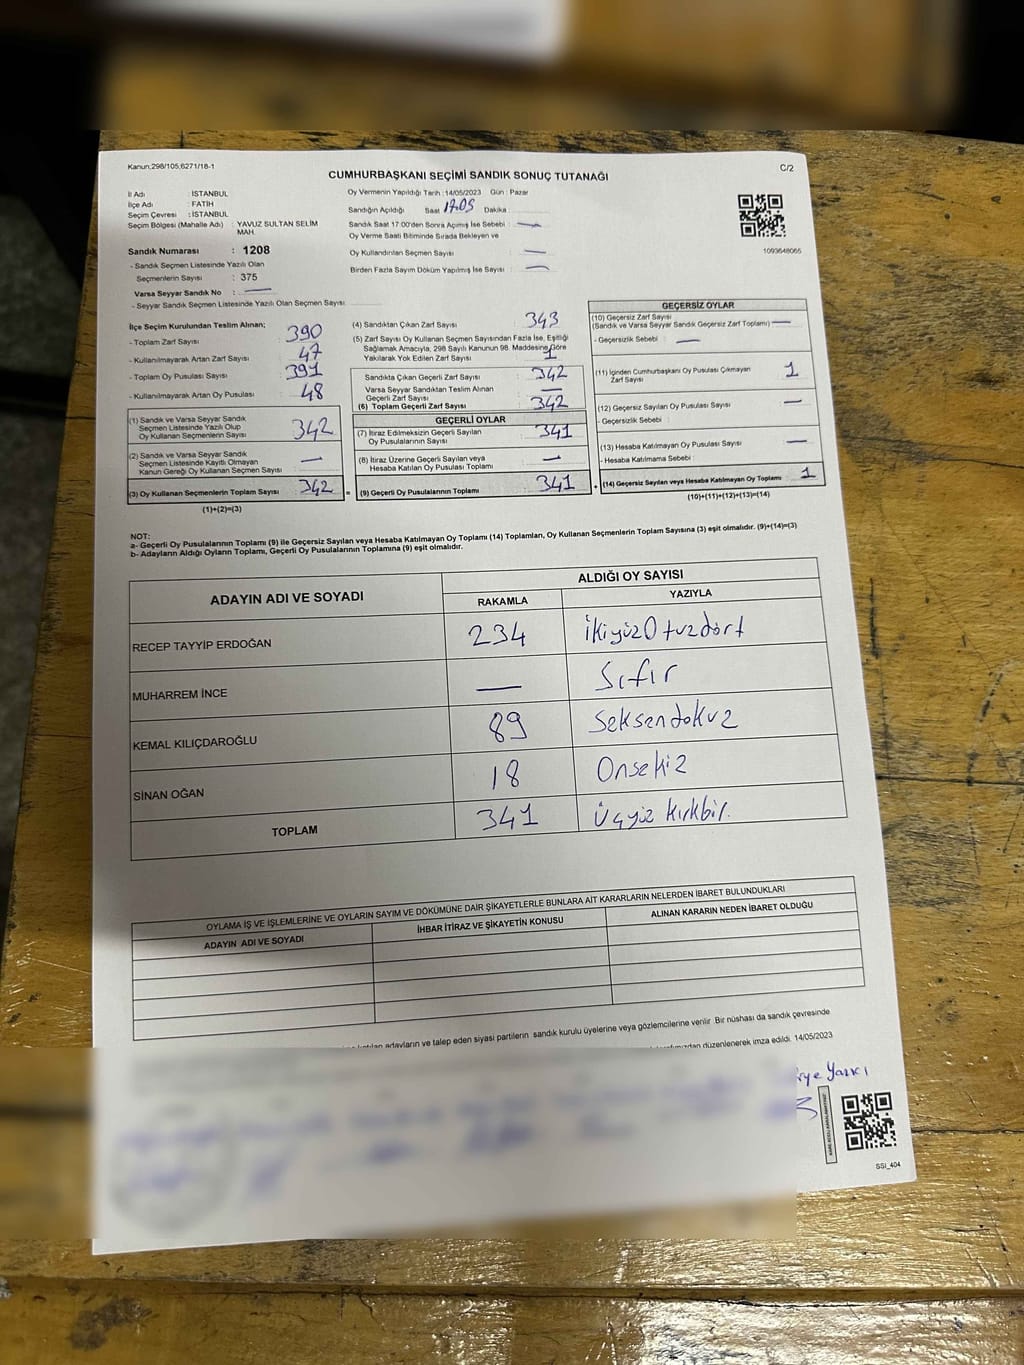 Kanun:298/105;6271/18-1
C/2
CUMHURBAŞKANI SEÇİMİ SANDIK SONUÇ TUTANAĞI
İl Adı : İSTANBUL
İlçe Adı : FATİH
Seçim Çevresi : İSTANBUL
Seçim Bölgesi (Mahalle Adı) : YAVUZ SULTAN SELİM MAH.
Oy Vermenin Yapıldığı Tarih : 14/05/2023 Gün : Pazar
Sandığın Açıldığı Saat 17.05 Dakika :
Sandık Saat 17:00'den Sonra Açımış İse Sebebi : —
Oy Verme Saati Bitiminde Sırada Bekleyen ve
Oy Kullandırılan Seçmen Sayısı : —
Birden Fazla Sayım Döküm Yapılmış İse Sayısı : —
1093648065
Sandık Numarası : 1208
- Sandık Seçmen Listesinde Yazılı Olan
Seçmenlerin Sayısı : 375
Varsa Seyyar Sandık No : —
- Seyyar Sandık Seçmen Listesinde Yazılı Olan Seçmen Sayısı :
İlçe Seçim Kurulundan Teslim Alınan;
- Toplam Zarf Sayısı : 390
- Kullanılmayarak Artan Zarf Sayısı : 47
- Toplam Oy Pusulası Sayısı : 391
- Kullanılmayarak Artan Oy Pusulası : 48
(1) Sandık ve Varsa Seyyar Sandık
Seçmen Listesinde Yazılı Olup
Oy Kullanan Seçmenlerin Sayısı : 342
(2) Sandık ve Varsa Seyyar Sandık
Seçmen Listesinde Kayıtlı Olmayan
Kanun Gereği Oy Kullanan Seçmen Sayısı : —
(3) Oy Kullanan Seçmenlerin Toplam Sayısı : 342
(1)+(2)=(3)
(4) Sandıktan Çıkan Zarf Sayısı : 343
(5) Zarf Sayısı Oy Kullanan Seçmen Sayısından Fazla İse, Eşitliği
Sağlamak Amacıyla, 298 Sayılı Kanunun 98. Maddesine Göre
Yakılarak Yok Edilen Zarf Sayısı : 1
Sandıkta Çıkan Geçerli Zarf Sayısı : 342
Varsa Seyyar Sandıktan Teslim Alınan
Geçerli Zarf Sayısı : —
(6) Toplam Geçerli Zarf Sayısı : 342
GEÇERLİ OYLAR
(7) İtiraz Edilmeksizin Geçerli Sayılan
Oy Pusulalarının Sayısı : 341
(8) İtiraz Üzerine Geçerli Sayılan veya
Hesaba Katılan Oy Pusulası Toplamı : —
= (9) Geçerli Oy Pusulalarının Toplamı : 341
GEÇERSİZ OYLAR
(10) Geçersiz Zarf Sayısı
(Sandık ve Varsa Seyyar Sandık Geçersiz Zarf Toplamı) : —
- Geçersizlik Sebebi : —
(11) İçinden Cumhurbaşkanı Oy Pusulası Çıkmayan
Zarf Sayısı : 1
(12) Geçersiz Sayılan Oy Pusulası Sayısı : —
- Geçersizlik Sebebi :
(13) Hesaba Katılmayan Oy Pusulası Sayısı : —
- Hesaba Katılmama Sebebi :
+ (14) Geçersiz Sayılan veya Hesaba Katılmayan Oy Toplamı : 1
(10)+(11)+(12)+(13)=(14)
NOT:
a- Geçerli Oy Pusulalarının Toplamı (9) ile Geçersiz Sayılan veya Hesaba Katılmayan Oy Toplamı (14) Toplamları, Oy Kullanan Seçmenlerin Toplam Sayısına (3) eşit olmalıdır. (9)+(14)=(3)
b- Adayların Aldığı Oyların Toplamı, Geçerli Oy Pusulalarının Toplamına (9) eşit olmalıdır.
ADAYIN ADI VE SOYADI
ALDIĞI OY SAYISI
RAKAMLA YAZIYLA
RECEP TAYYİP ERDOĞAN 234 ikiyüzOtuzdört
MUHARREM İNCE — Sıfır
KEMAL KILIÇDAROĞLU 89 Seksendokuz
SİNAN OĞAN 18 Onsekiz
TOPLAM 341 Üçyüz Kırkbir.
OYLAMA İŞ VE İŞLEMLERİNE VE OYLARIN SAYIM VE DÖKÜMÜNE DAİR ŞİKAYETLERLE BUNLARA AİT KARARLARIN NELERDEN İBARET BULUNDUKLARI
ADAYIN ADI VE SOYADI İHBAR İTİRAZ VE ŞİKAYETİN KONUSU ALINAN KARARIN NEDEN İBARET OLDUĞU
adayların ve talep eden siyasi partilerin sandık kurulu üyelerine veya gözlemcilerine verilir Bir nüshası da sandık çevresinde
düzenlenerek imza edildi. 14/05/2023
Yazıcı
SSI_404